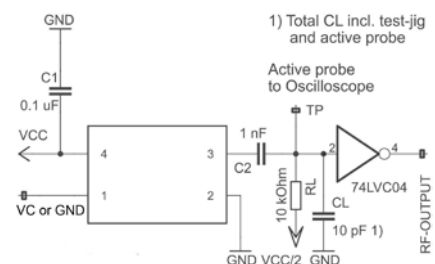 GND
1) Total CL incl. test-jig
and active probe
C1
0.1 uF
Active probe
to Oscilloscope
TP
VCC
4
3
1 nF
C2
2
4
74LVC04
1
2
VC or GND
10 kOhm
RL
CL
10 pF 1)
RF-OUTPUT
GND
VCC/2
GND